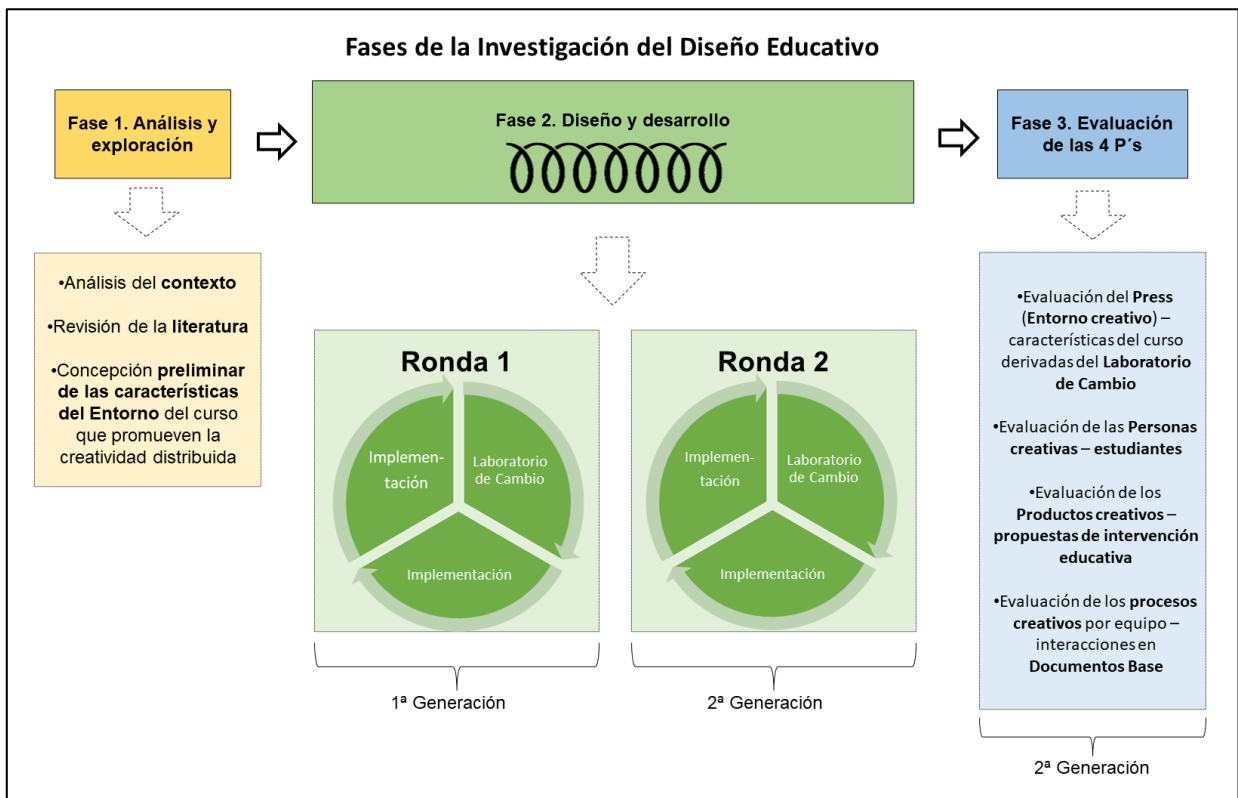 Fases de la Investigación del Diseño Educativo
Fase 1. Análisis y
exploración
Fase 2. Diseño y desarrollo
Fase 3. Evaluación
de las 4 P´s
•Análisis del contexto
•Revisión de la literatura
•Concepción preliminar
de las características
del Entorno del curso
que promueven la
creatividad distribuida
Ronda 1
Implemen-
tación
Laboratorio
de Cambio
Implementación
1ª Generación
Ronda 2
Implemen-
tación
Laboratorio
de Cambio
Implementación
2ª Generación
•Evaluación del Press
(Entorno creativo) –
características del curso
derivadas del Laboratorio
de Cambio
•Evaluación de las Personas
creativas – estudiantes
•Evaluación de los
Productos creativos –
propuestas de intervención
educativa
•Evaluación de los procesos
creativos por equipo –
interacciones en
Documentos Base
2ª Generación